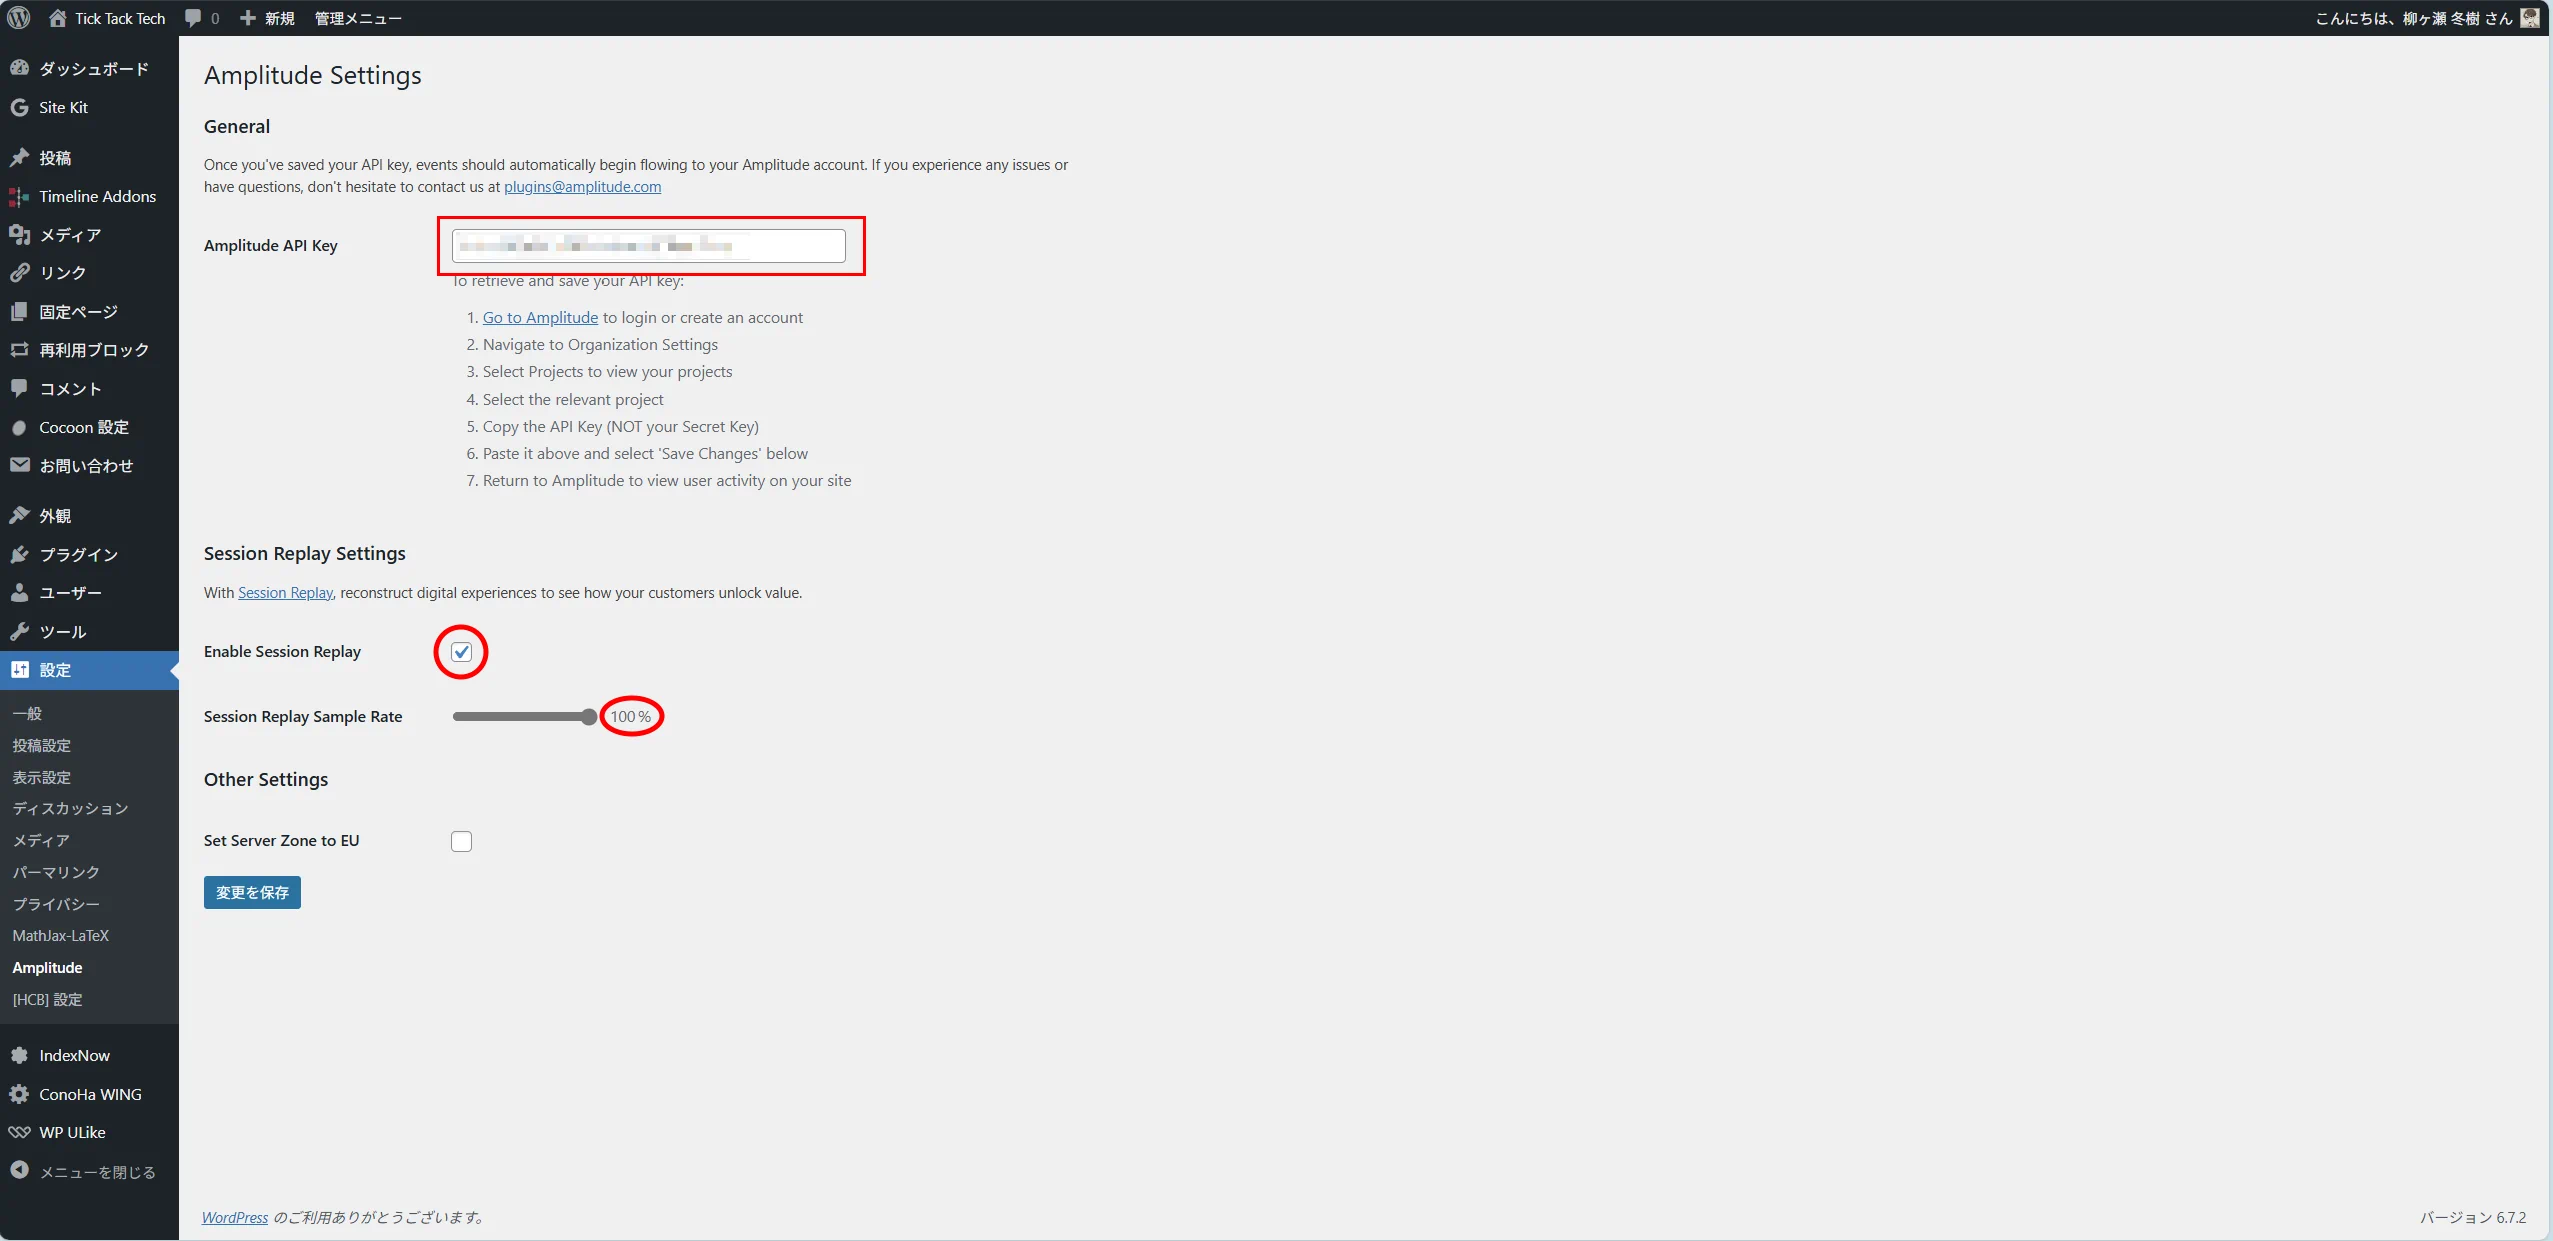 Tick Tack Tech 0 新規 管理メニュー こんにちは、柳ヶ瀬 冬樹 さん
ダッシュボード
Site Kit
投稿
Timeline Addons
メディア
リンク
固定ページ
再利用ブロック
コメント
Cocoon 設定
お問い合わせ
外観
プラグイン
ユーザー
ツール
設定
一般
投稿設定
表示設定
ディスカッション
メディア
パーマリンク
プライバシー
MathJax-LaTeX
Amplitude
[HCB] 設定
IndexNow
ConoHa WING
WP ULike
メニューを閉じる
Amplitude Settings
General
Once you've saved your API key, events should automatically begin flowing to your Amplitude account. If you experience any issues or
have questions, don't hesitate to contact us at plugins@amplitude.com
Amplitude API Key
To retrieve and save your API key:
1. Go to Amplitude to login or create an account
2. Navigate to Organization Settings
3. Select Projects to view your projects
4. Select the relevant project
5. Copy the API Key (NOT your Secret Key)
6. Paste it above and select 'Save Changes' below
7. Return to Amplitude to view user activity on your site
Session Replay Settings
With Session Replay, reconstruct digital experiences to see how your customers unlock value.
Enable Session Replay
Session Replay Sample Rate 100 %
Other Settings
Set Server Zone to EU
変更を保存
WordPress のご利用ありがとうございます。
バージョン 6.7.2